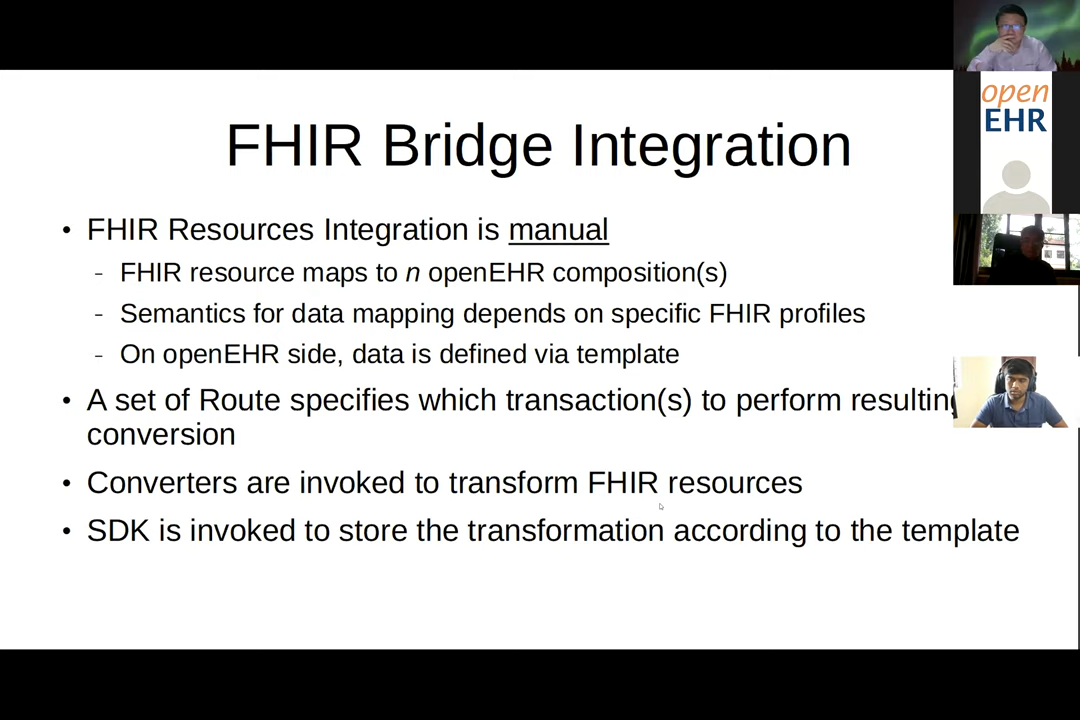 FHIR Bridge Integration
open
EHR
• FHIR Resources Integration is manual
– FHIR resource maps to n openEHR composition(s)
– Semantics for data mapping depends on specific FHIR profiles
– On openEHR side, data is defined via template
• A set of Route specifies which transaction(s) to perform resulting
conversion
• Converters are invoked to transform FHIR resources
• SDK is invoked to store the transformation according to the template